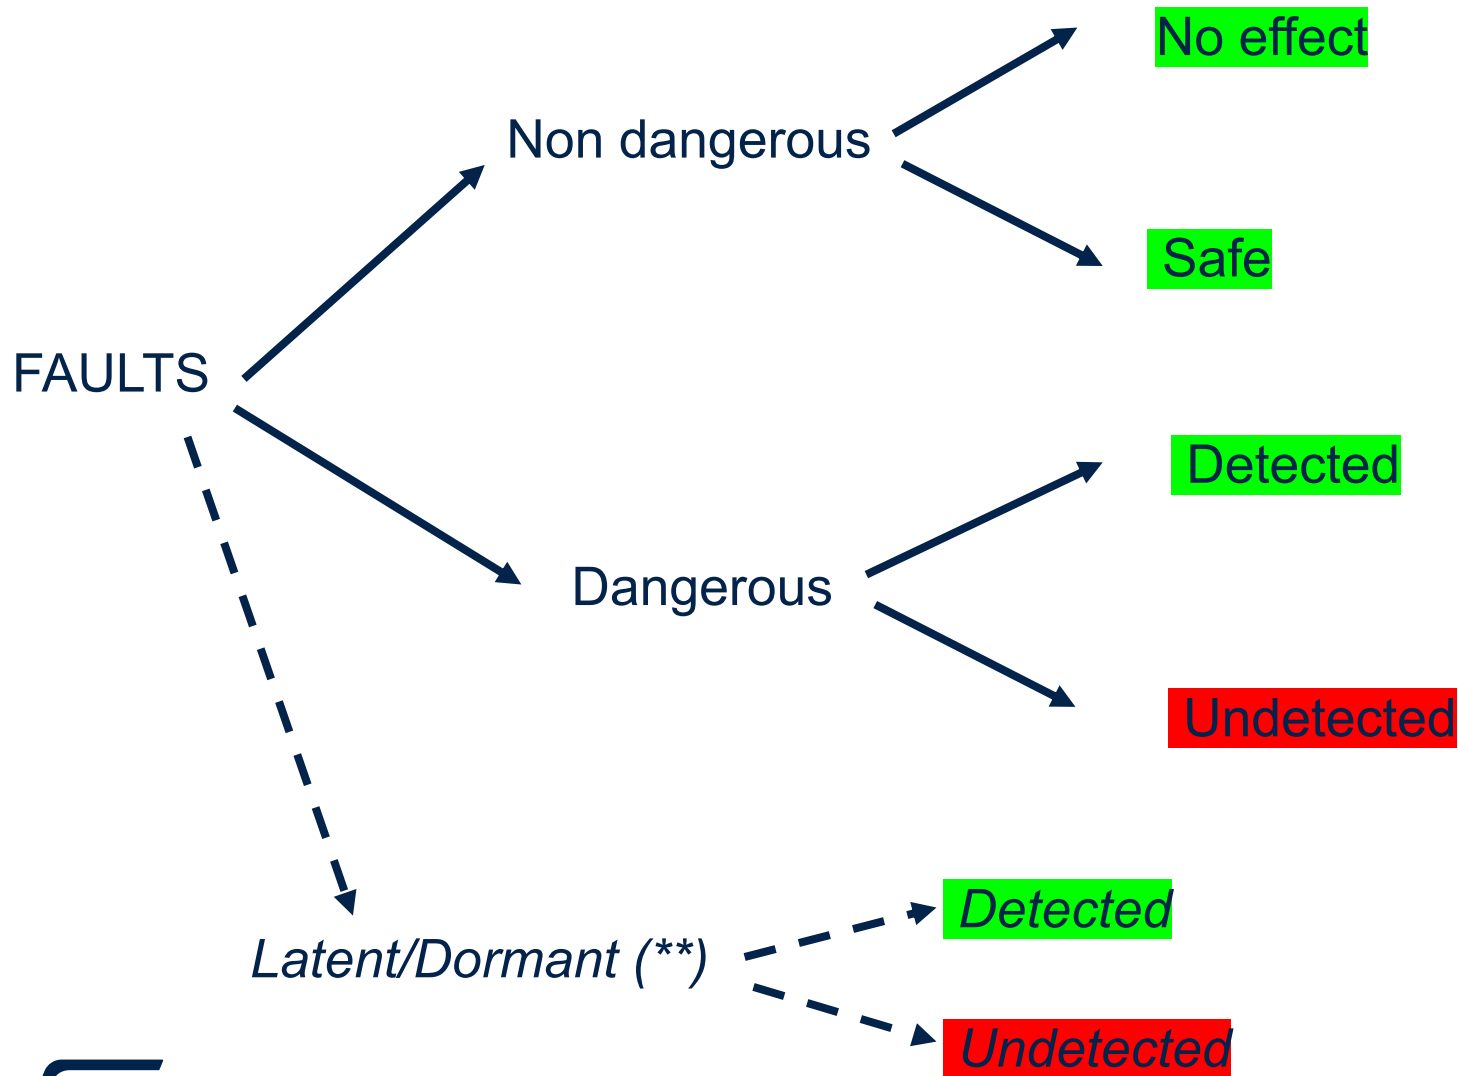 No effect
Non dangerous
Safe
FAULTS
Detected
Dangerous
Undetected
Detected
Latent/Dormant (**)
Undetected